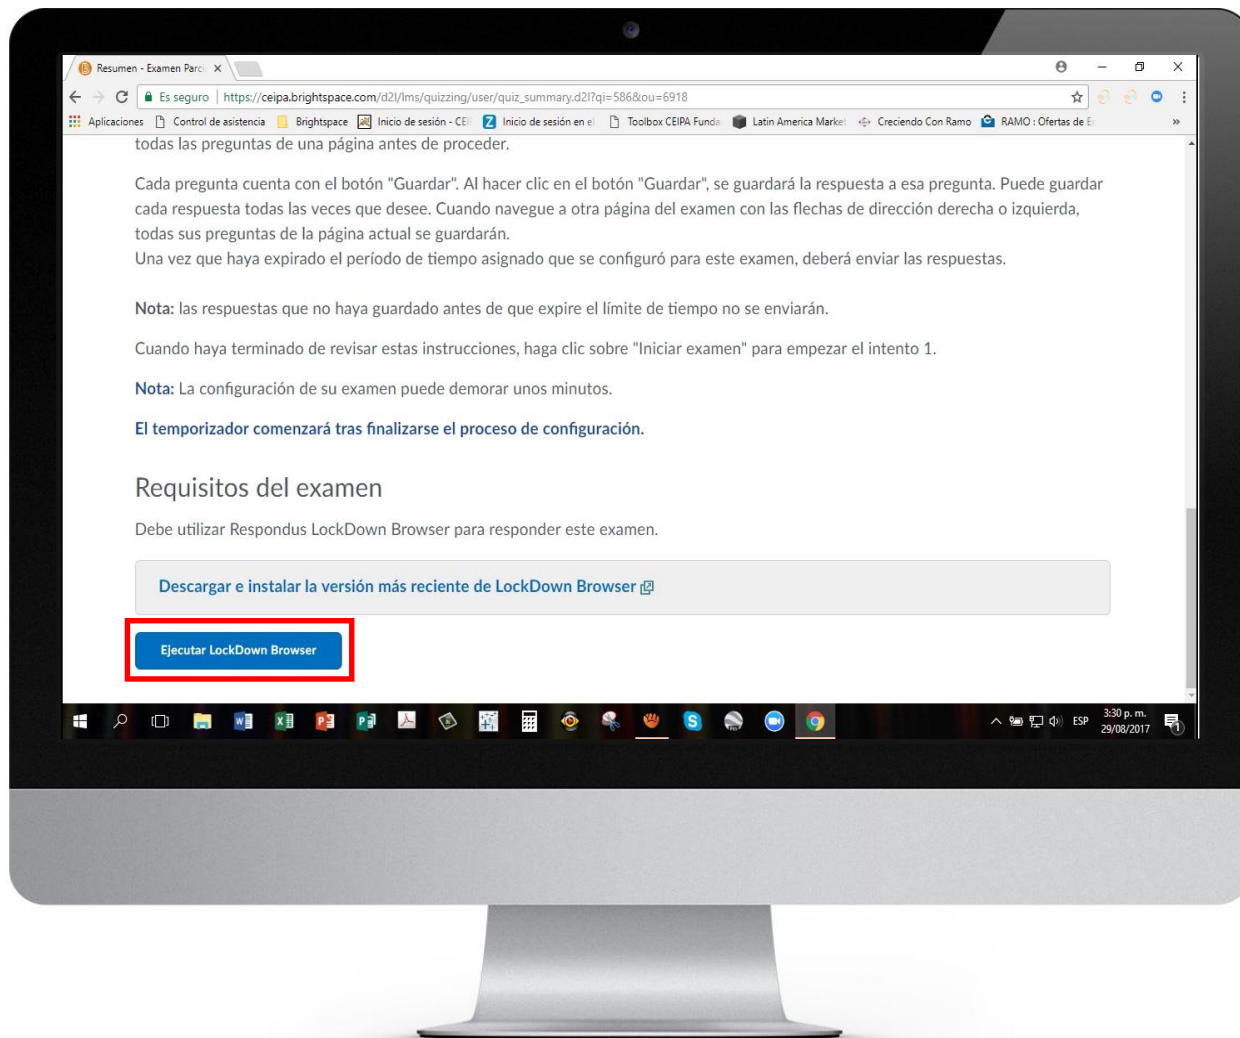 Resumen - Examen Parci
Es seguro | https://ceipa.brightspace.com/d2l/lms/quizzing/user/quiz_summary.d2l?qi=586&ou=6918
Aplicaciones Control de asistencia Brightspace Inicio de sesión - CEI Inicio de sesión en el Toolbox CEIPA Funda Latin America Market Creciendo Con Ramo RAMO : Ofertas de E »
todas las preguntas de una página antes de proceder.
Cada pregunta cuenta con el botón "Guardar". Al hacer clic en el botón "Guardar", se guardará la respuesta a esa pregunta. Puede guardar
cada respuesta todas las veces que desee. Cuando navegue a otra página del examen con las flechas de dirección derecha o izquierda,
todas sus preguntas de la página actual se guardarán.
Una vez que haya expirado el período de tiempo asignado que se configuró para este examen, deberá enviar las respuestas.
Nota: las respuestas que no haya guardado antes de que expire el límite de tiempo no se enviarán.
Cuando haya terminado de revisar estas instrucciones, haga clic sobre "Iniciar examen" para empezar el intento 1.
Nota: La configuración de su examen puede demorar unos minutos.
El temporizador comenzará tras finalizarse el proceso de configuración.
Requisitos del examen
Debe utilizar Respondus LockDown Browser para responder este examen.
Descargar e instalar la versión más reciente de LockDown Browser
Ejecutar LockDown Browser
ESP 3:30 p. m.
29/08/2017